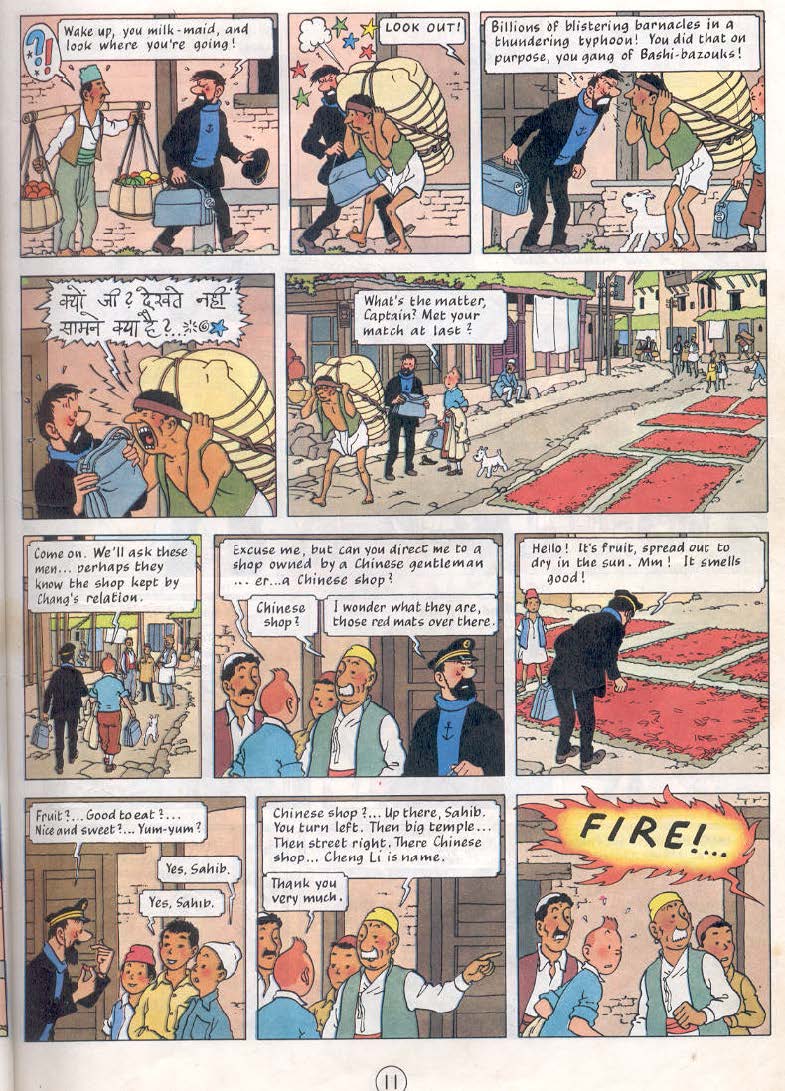 ?!
Wake up, you milk-maid, and
look where you're going!
LOOK OUT!
Billions of blistering barnacles in a
thundering typhoon! You did that on
purpose, you gang of Bashi-bazouks!
क्यों जी? देखते नहीं
सामने क्या है?...
What's the matter,
Captain? Met your
match at last?
Come on. We'll ask these
men... perhaps they
know the shop kept by
Chang's relation.
Excuse me, but can you direct me to a
shop owned by a Chinese gentleman
... er...a Chinese shop?
Chinese
shop?
I wonder what they are,
those red mats over there.
Hello! It's fruit, spread out to
dry in the sun. Mm! It smells
good!
Fruit?... Good to eat?...
Nice and sweet?... Yum-yum?
Yes, Sahib.
Yes, Sahib.
Chinese shop?... Up there, Sahib.
You turn left. Then big temple...
Then street right. There Chinese
shop... Cheng Li is name.
Thank you
very much.
FIRE!...
11